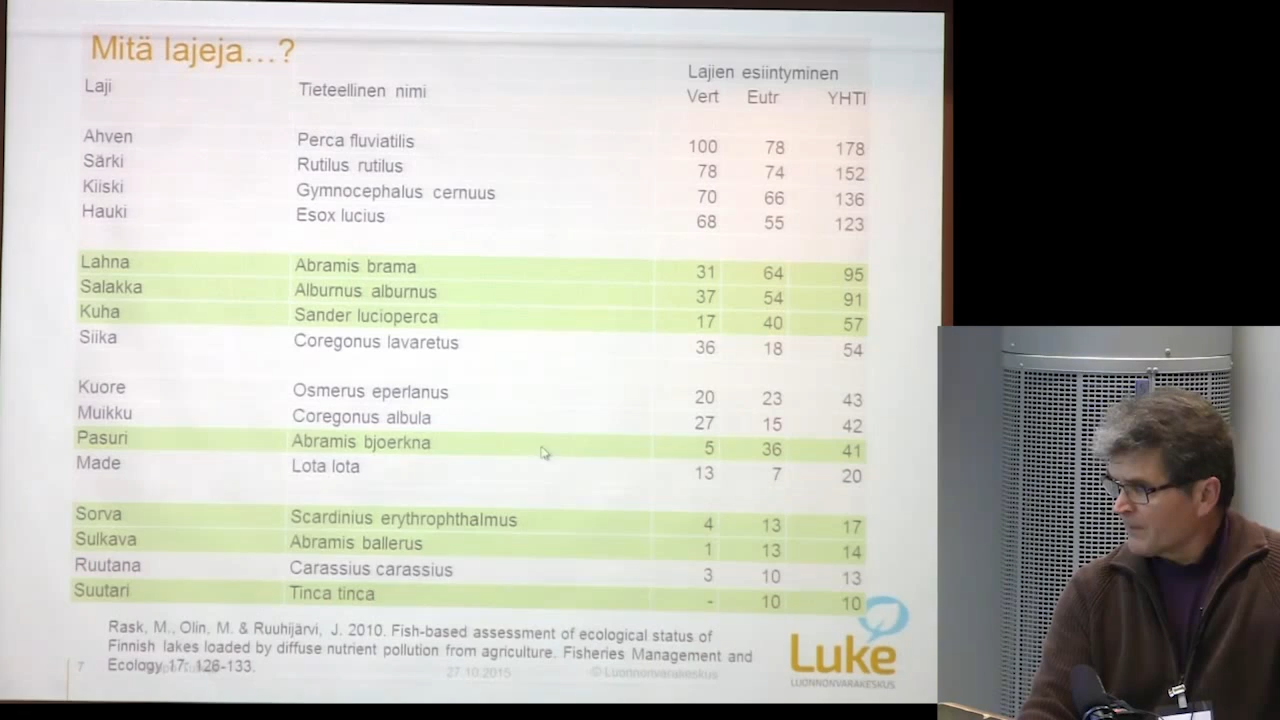 Mitä lajeja...?
Lajien esiintyminen
Laji Tieteellinen nimi Vert Eutr YHTI
Ahven Perca fluviatilis 100 78 178
Särki Rutilus rutilus 78 74 152
Kiiski Gymnocephalus cernuus 70 66 136
Hauki Esox lucius 68 55 123
Lahna Abramis brama 31 64 95
Salakka Alburnus alburnus 37 54 91
Kuha Sander lucioperca 17 40 57
Siika Coregonus lavaretus 36 18 54
Kuore Osmerus eperlanus 20 23 43
Muikku Coregonus albula 27 15 42
Pasuri Abramis bjoerkna 5 36 41
Made Lota lota 13 7 20
Sorva Scardinius erythrophthalmus 4 13 17
Sulkava Abramis ballerus 1 13 14
Ruutana Carassius carassius 3 10 13
Suutari Tinca tinca - 10 10
Rask, M., Olin, M. & Ruuhijärvi, J. 2010. Fish-based assessment of ecological status of
Finnish lakes loaded by diffuse nutrient pollution from agriculture. Fisheries Management and
Ecology 17: 126-133.
7 27.10.2015 © Luonnonvarakeskus
Luke
LUONNONVARAKESKUS